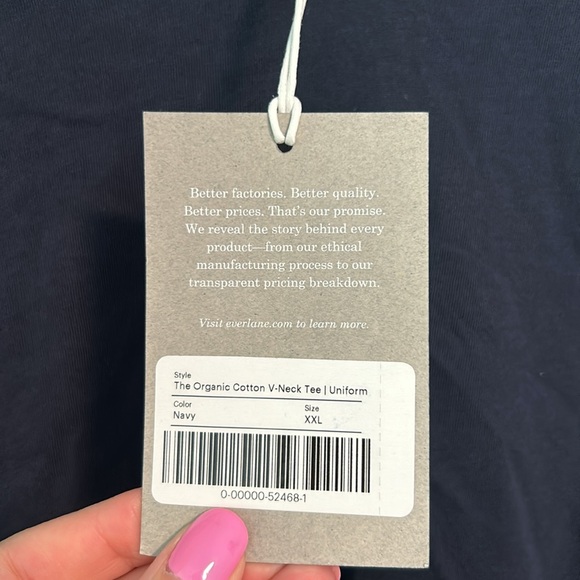 Better factories. Better quality.
Better prices. That's our promise.
We reveal the story behind every
product—from our ethical
manufacturing process to our
transparent pricing breakdown.
Visit everlane.com to learn more.
Style
The Organic Cotton V-Neck Tee | Uniform
Color
Navy
Size
XXL
0-00000-52468-1